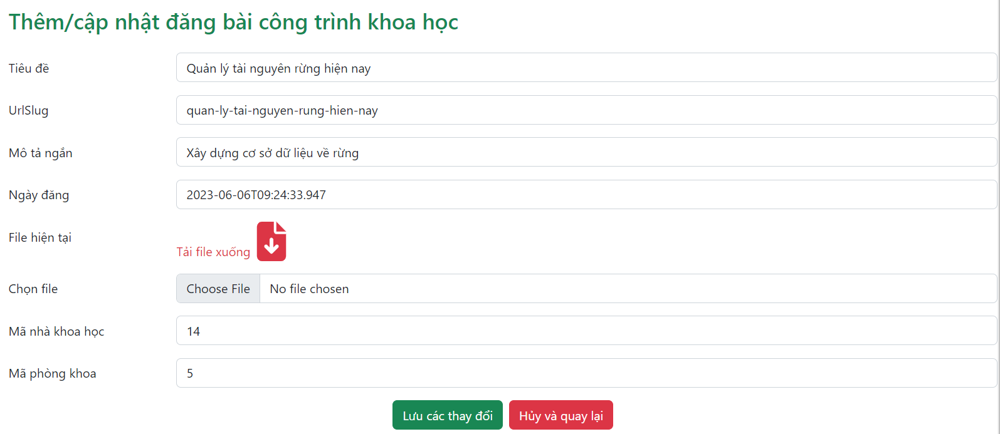 Thêm/cập nhật đăng bài công trình khoa học
Tiêu đề Quản lý tài nguyên rừng hiện nay
UrlSlug quan-ly-tai-nguyen-rung-hien-nay
Mô tả ngắn Xây dựng cơ sở dữ liệu về rừng
Ngày đăng 2023-06-06T09:24:33.947
File hiện tại Tải file xuống
Chọn file Choose File No file chosen
Mã nhà khoa học 14
Mã phòng khoa 5
Lưu các thay đổi Hủy và quay lại